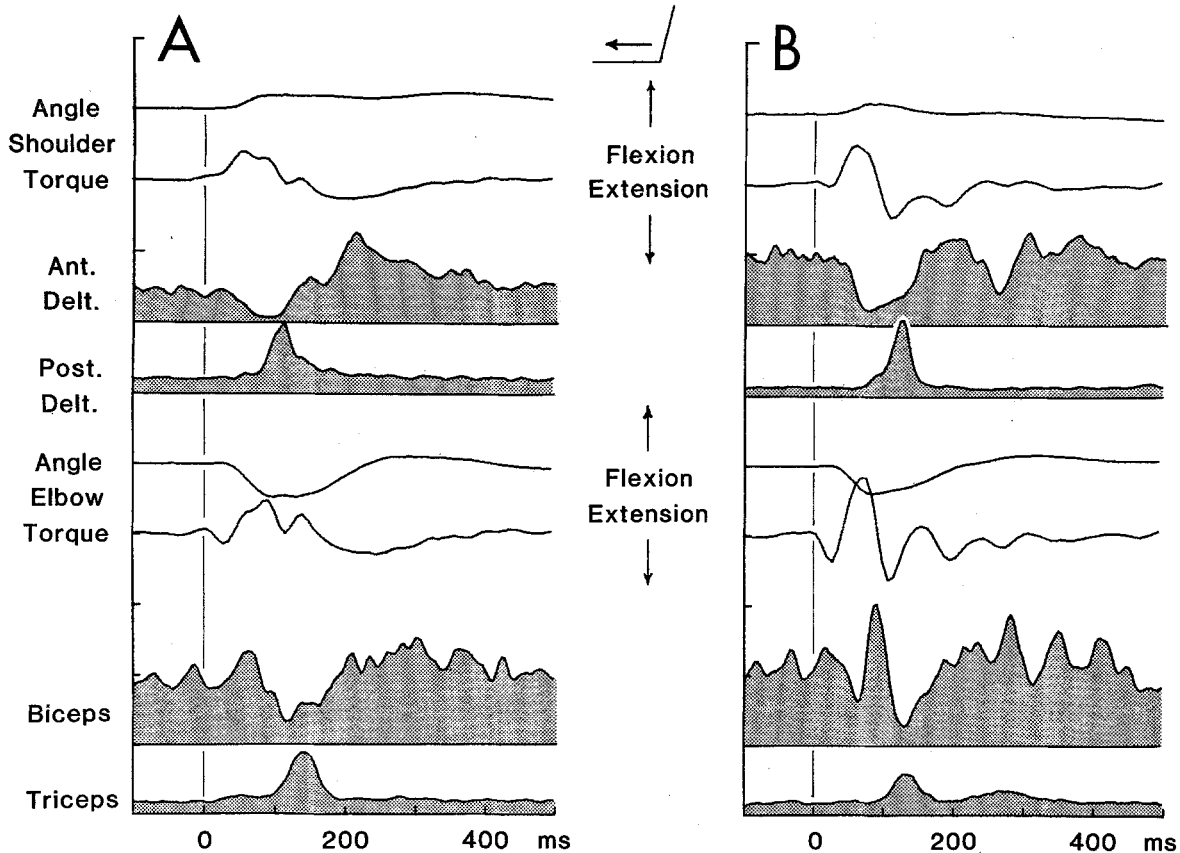 A
B
Angle
Shoulder
Torque
Flexion
Extension
Ant.
Delt.
Post.
Delt.
Angle
Elbow
Torque
Flexion
Extension
Biceps
Triceps
0 200 400 ms
0 200 400 ms